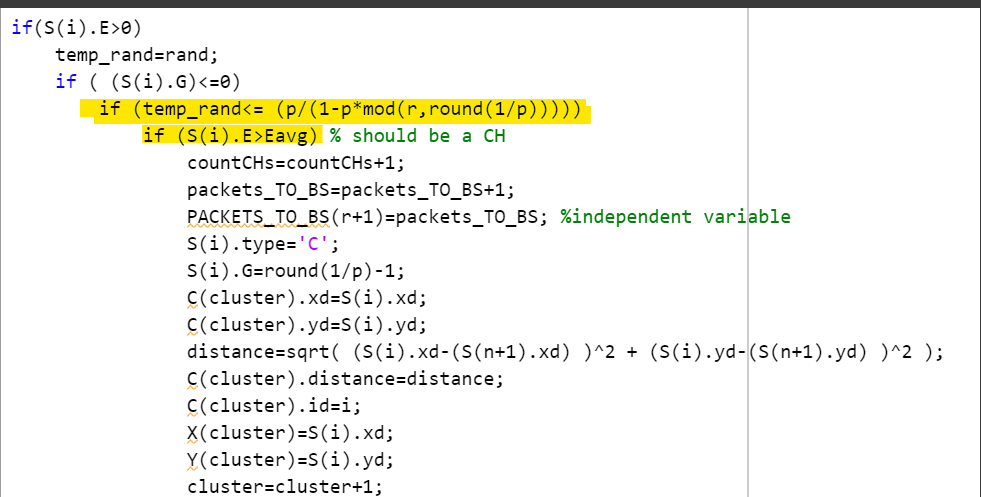 if(S(i).E>0)
temp_rand=rand;
if ( (S(i).G)<=0)
if (temp_rand<= (p/(1-p*mod(r,round(1/p)))))
if (S(i).E>Eavg) % should be a CH
countCHs=countCHs+1;
packets_TO_BS=packets_TO_BS+1;
PACKETS_TO_BS(r+1)=packets_TO_BS; %independent variable
S(i).type='C';
S(i).G=round(1/p)-1;
C(cluster).xd=S(i).xd;
C(cluster).yd=S(i).yd;
distance=sqrt( (S(i).xd-(S(n+1).xd) )^2 + (S(i).yd-(S(n+1).yd) )^2 );
C(cluster).distance=distance;
C(cluster).id=i;
X(cluster)=S(i).xd;
Y(cluster)=S(i).yd;
cluster=cluster+1;